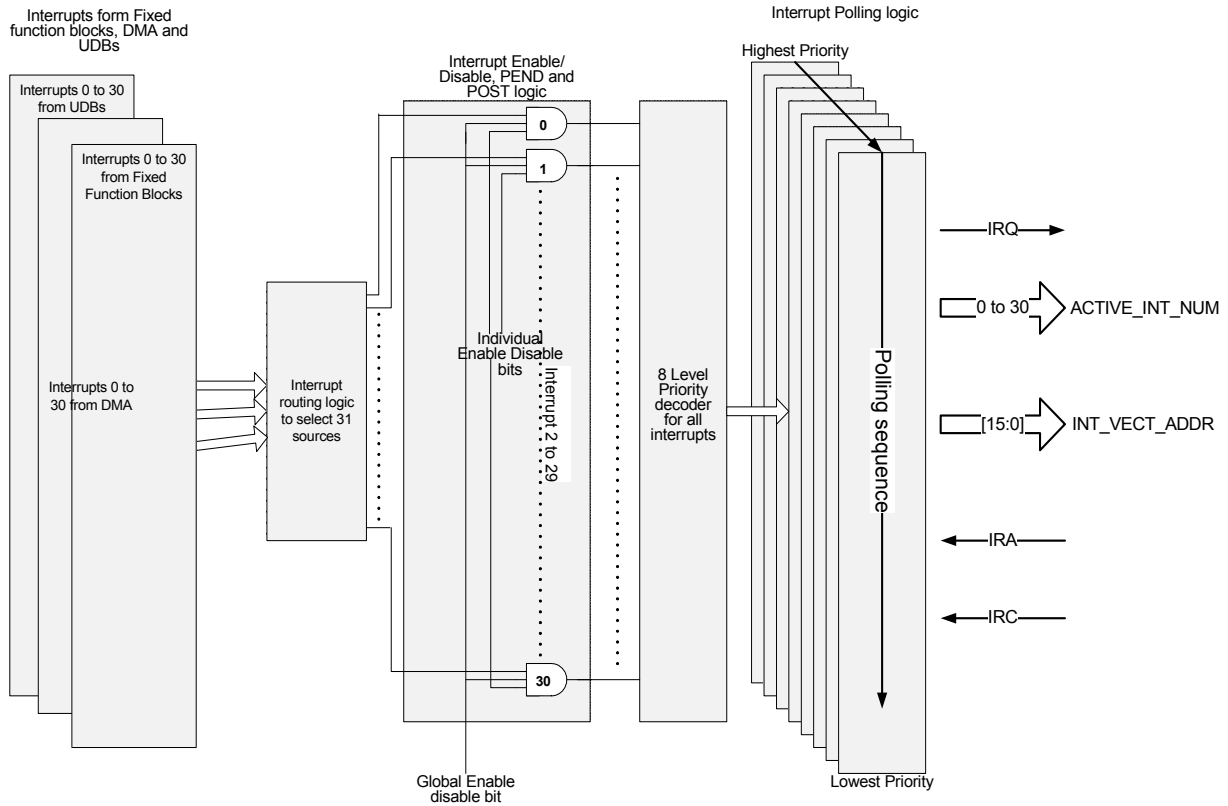 Interrupts form Fixed
function blocks, DMA and
UDBs
Interrupts 0 to 30
from UDBs
Interrupts 0 to
30 from DMA
Interrupts 0 to 30
from Fixed
Function Blocks
Interrupt
routing logic
to select 31
sources
Interrupt Enable/
Disable, PEND and
POST logic
0
1
30
Individual
Enable Disable
bits
Interrupt 2 to 29
Global Enable
disable bit
8 Level
Priority
decoder
for all
interrupts
Interrupt Polling logic
Highest Priority
Polling sequence
Lowest Priority
IRQ
0 to 30 ACTIVE_INT_NUM
[15:0] INT_VECT_ADDR
IRA
IRC